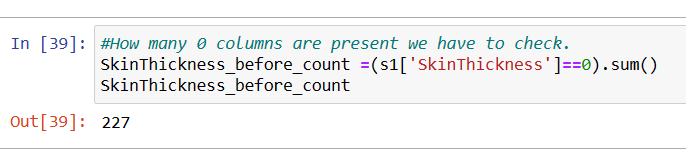 In [39]: #How many 0 columns are present we have to check.
SkinThickness_before_count =(s1['SkinThickness']==0).sum()
SkinThickness_before_count
Out[39]: 227